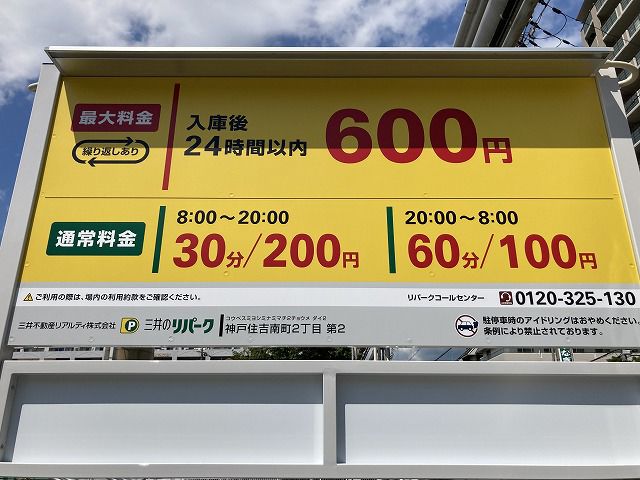 最大料金
繰り返しあり
入庫後
24時間以内
600円
通常料金
8:00～20:00
30分/200円
20:00～8:00
60分/100円
⚠ご利用の際は、場内の利用約款をご確認ください。
リパークコールセンター 0120-325-130
三井不動産リアルティ株式会社 P 三井のリパーク
コウベスミヨシミナミマチ2チョウメ ダイ2
神戸住吉南町2丁目 第2
駐停車時のアイドリングはおやめください。
条例により禁止されております。